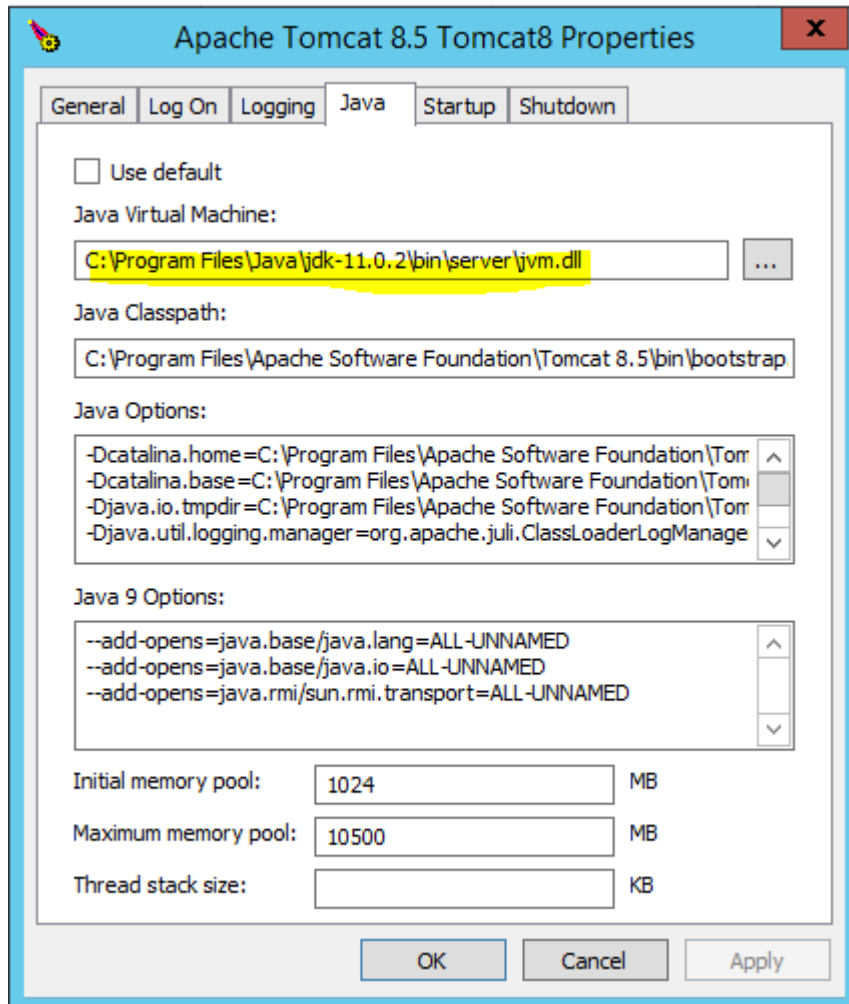 Apache Tomcat 8.5 Tomcat8 Properties
x
General Log On Logging Java Startup Shutdown
Use default
Java Virtual Machine:
C:\Program Files\Java\jdk-11.0.2\bin\server\jvm.dll
...
Java Classpath:
C:\Program Files\Apache Software Foundation\Tomcat 8.5\bin\bootstrap
Java Options:
-Dcatalina.home=C:\Program Files\Apache Software Foundation\Tom
-Dcatalina.base=C:\Program Files\Apache Software Foundation\Tomc
-Djava.io.tmpdir=C:\Program Files\Apache Software Foundation\Tom
-Djava.util.logging.manager=org.apache.juli.ClassLoaderLogManage
Java 9 Options:
--add-opens=java.base/java.lang=ALL-UNNAMED
--add-opens=java.base/java.io=ALL-UNNAMED
--add-opens=java.rmi/sun.rmi.transport=ALL-UNNAMED
Initial memory pool: 1024 MB
Maximum memory pool: 10500 MB
Thread stack size: KB
OK Cancel Apply